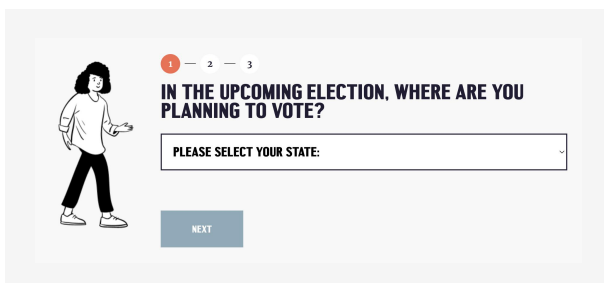 1 — 2 — 3
IN THE UPCOMING ELECTION, WHERE ARE YOU
PLANNING TO VOTE?
PLEASE SELECT YOUR STATE:
NEXT